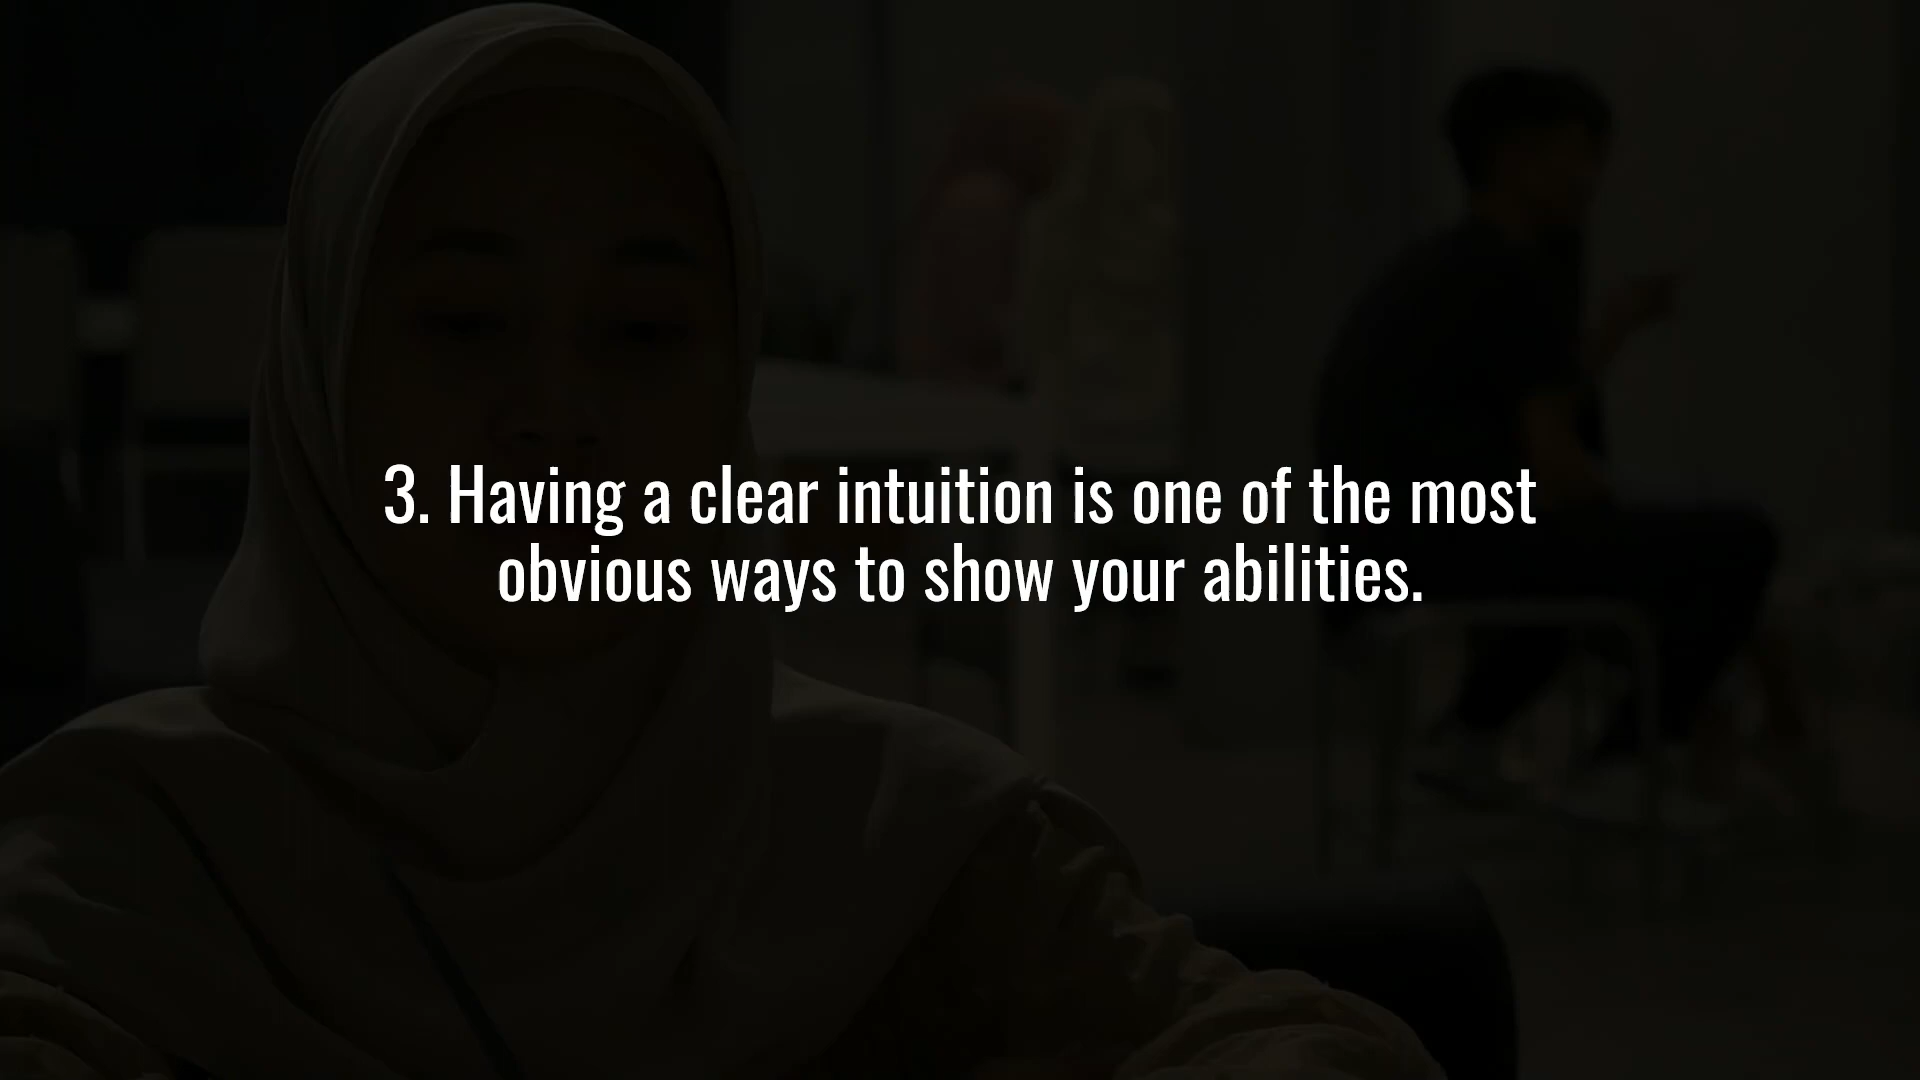 3. Having a clear intuition is one of the most
obvious ways to show your abilities.